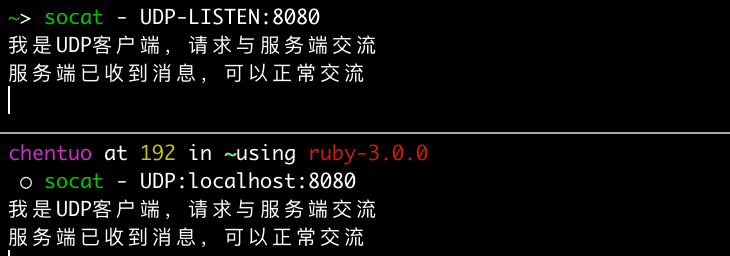 ~> socat - UDP-LISTEN:8080
我是UDP客户端，请求与服务端交流
服务端已收到消息，可以正常交流
chentuo at 192 in ~using ruby-3.0.0
○ socat - UDP:localhost:8080
我是UDP客户端，请求与服务端交流
服务端已收到消息，可以正常交流